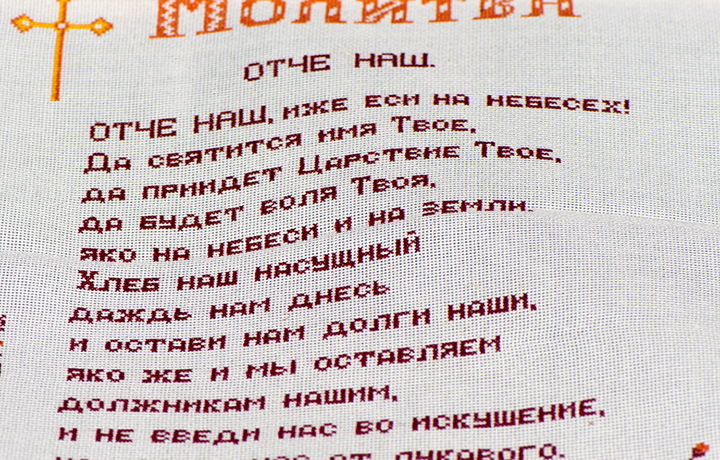 Молитва
ОТЧЕ НАШ.
ОТЧЕ НАШ, ИЖЕ ЕСИ НА НЕБЕСЕХ!
Да святится имя Твое,
да приидет Царствие Твое,
да будет воля Твоя,
яко на небеси и на земли.
Хлеб наш насущный
даждь нам днесь
и остави нам долги наши,
яко же и мы оставляем
должникам нашим,
и не введи нас во искушение,
от лукавого.